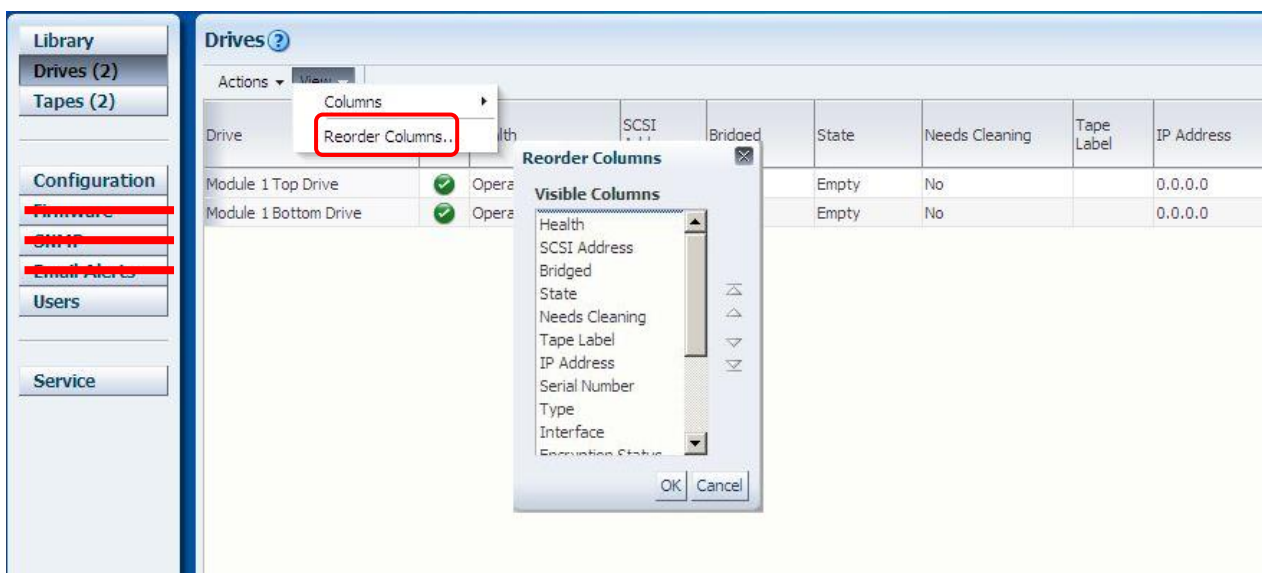 Library
Drives (2)
Tapes (2)
Configuration
Users
Service
Drives ?
Actions View
Columns
Reorder Columns..
Drive SCSI Bridged State Needs Cleaning Tape Label IP Address
Module 1 Top Drive Opera Empty No 0.0.0.0
Module 1 Bottom Drive Opera Empty No 0.0.0.0
Reorder Columns
Visible Columns
Health
SCSI Address
Bridged
State
Needs Cleaning
Tape Label
IP Address
Serial Number
Type
Interface
Encryption Status
OK Cancel